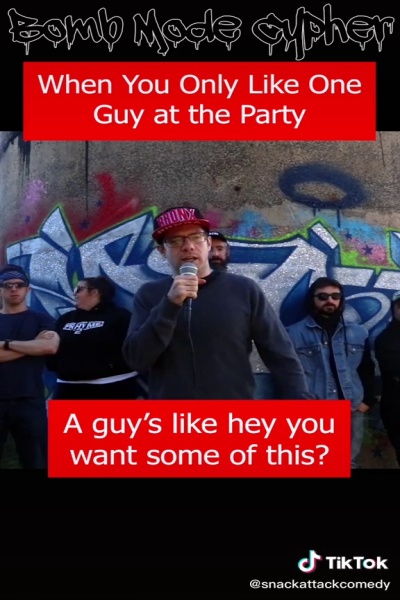 Bomb Mode Cypher
When You Only Like One
Guy at the Party
BRONX
A guy's like hey you
want some of this?
TikTok
@snackattackcomedy